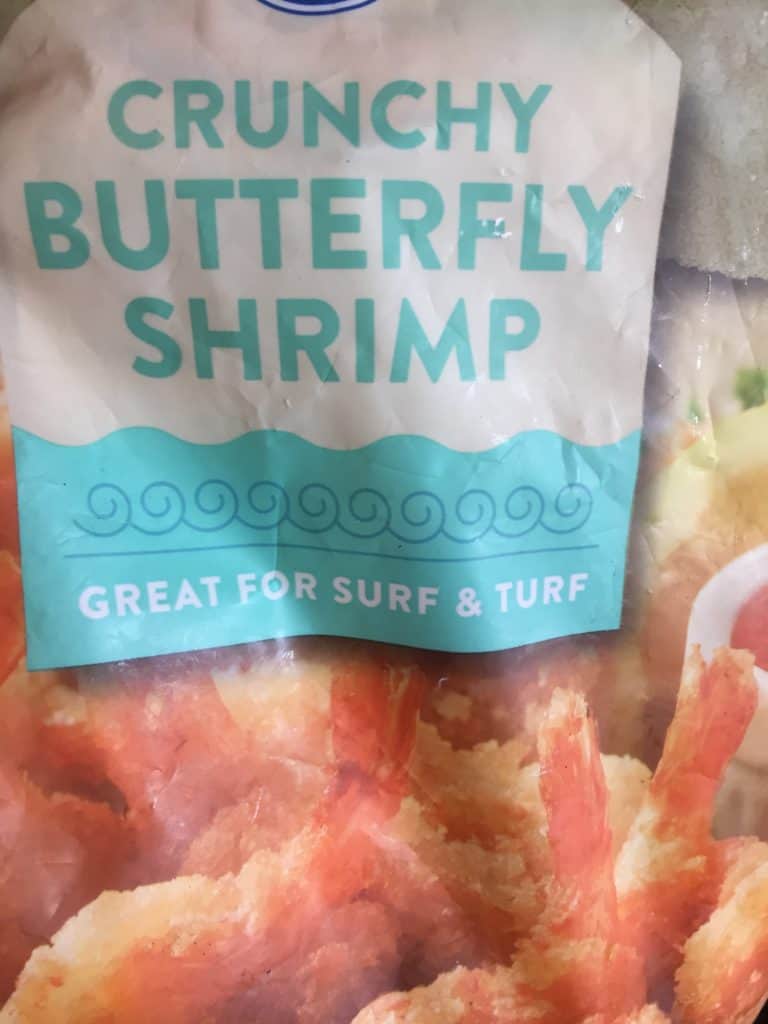 CRUNCHY
BUTTERFLY
SHRIMP
GREAT FOR SURF & TURF